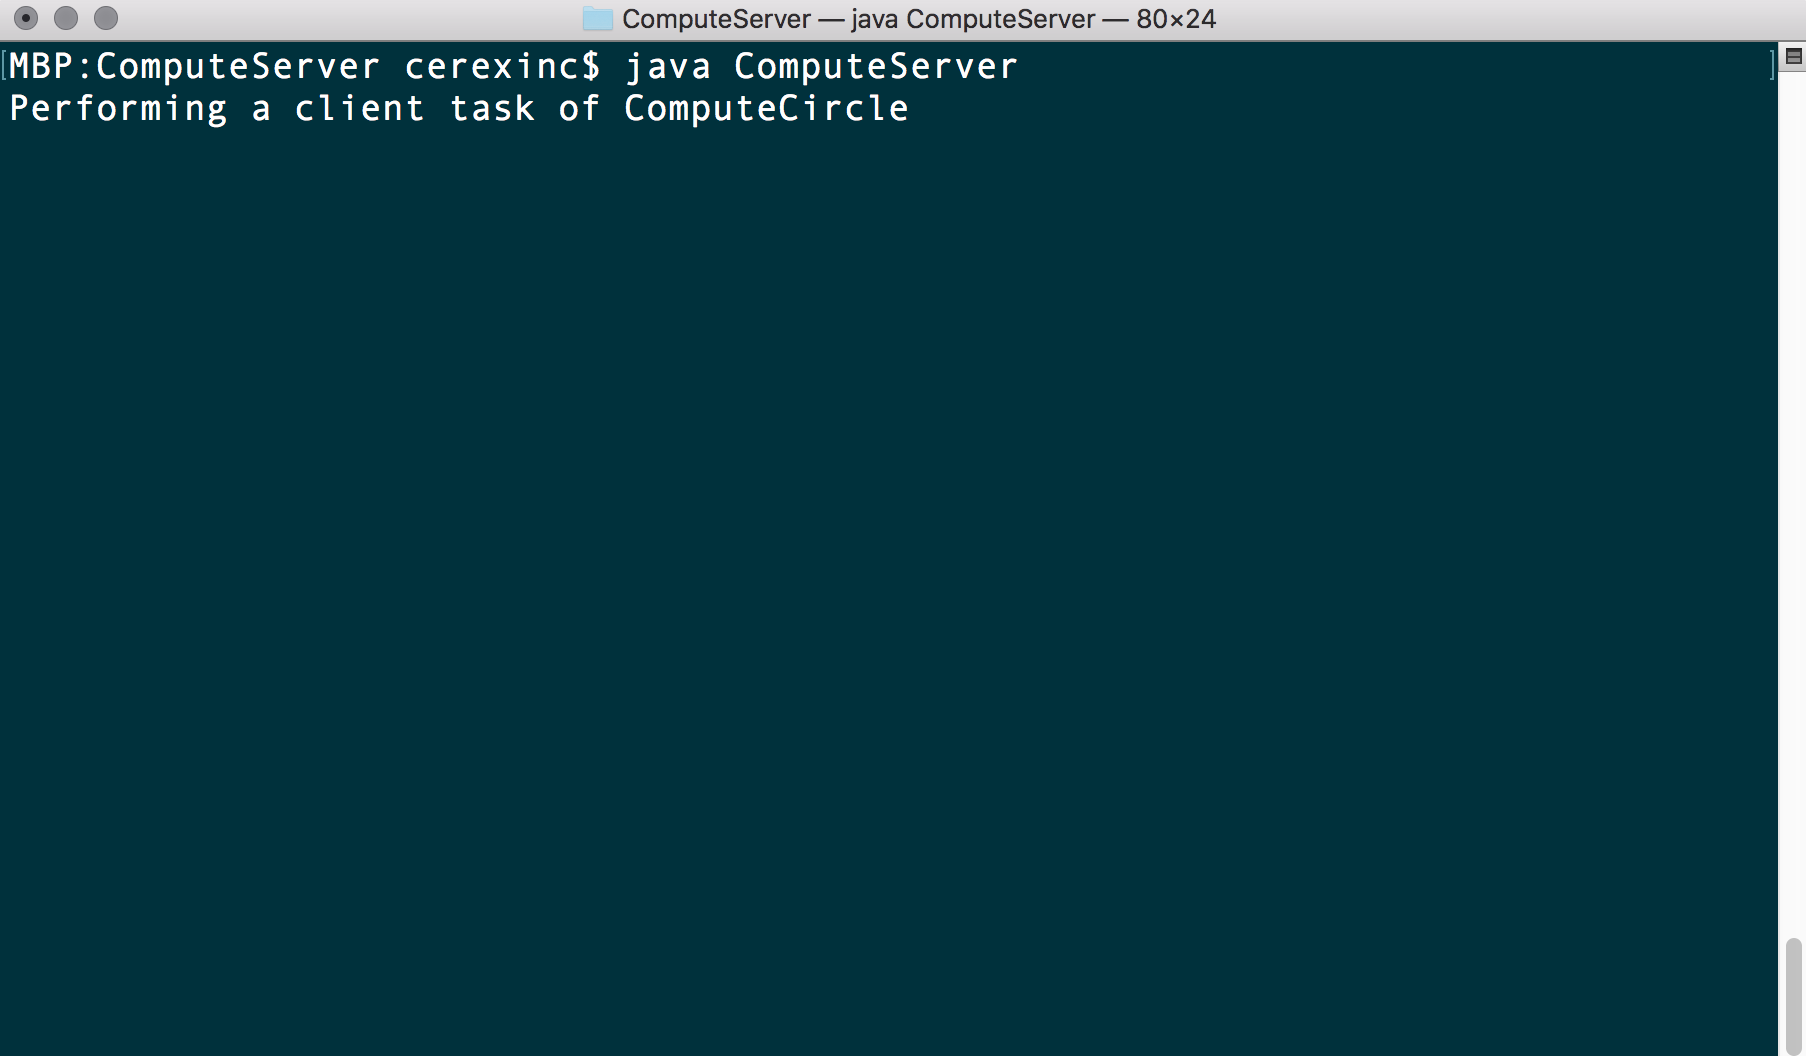 ComputeServer — java ComputeServer — 80×24
[MBP:ComputeServer cerexinc$ java ComputeServer ]
Performing a client task of ComputeCircle